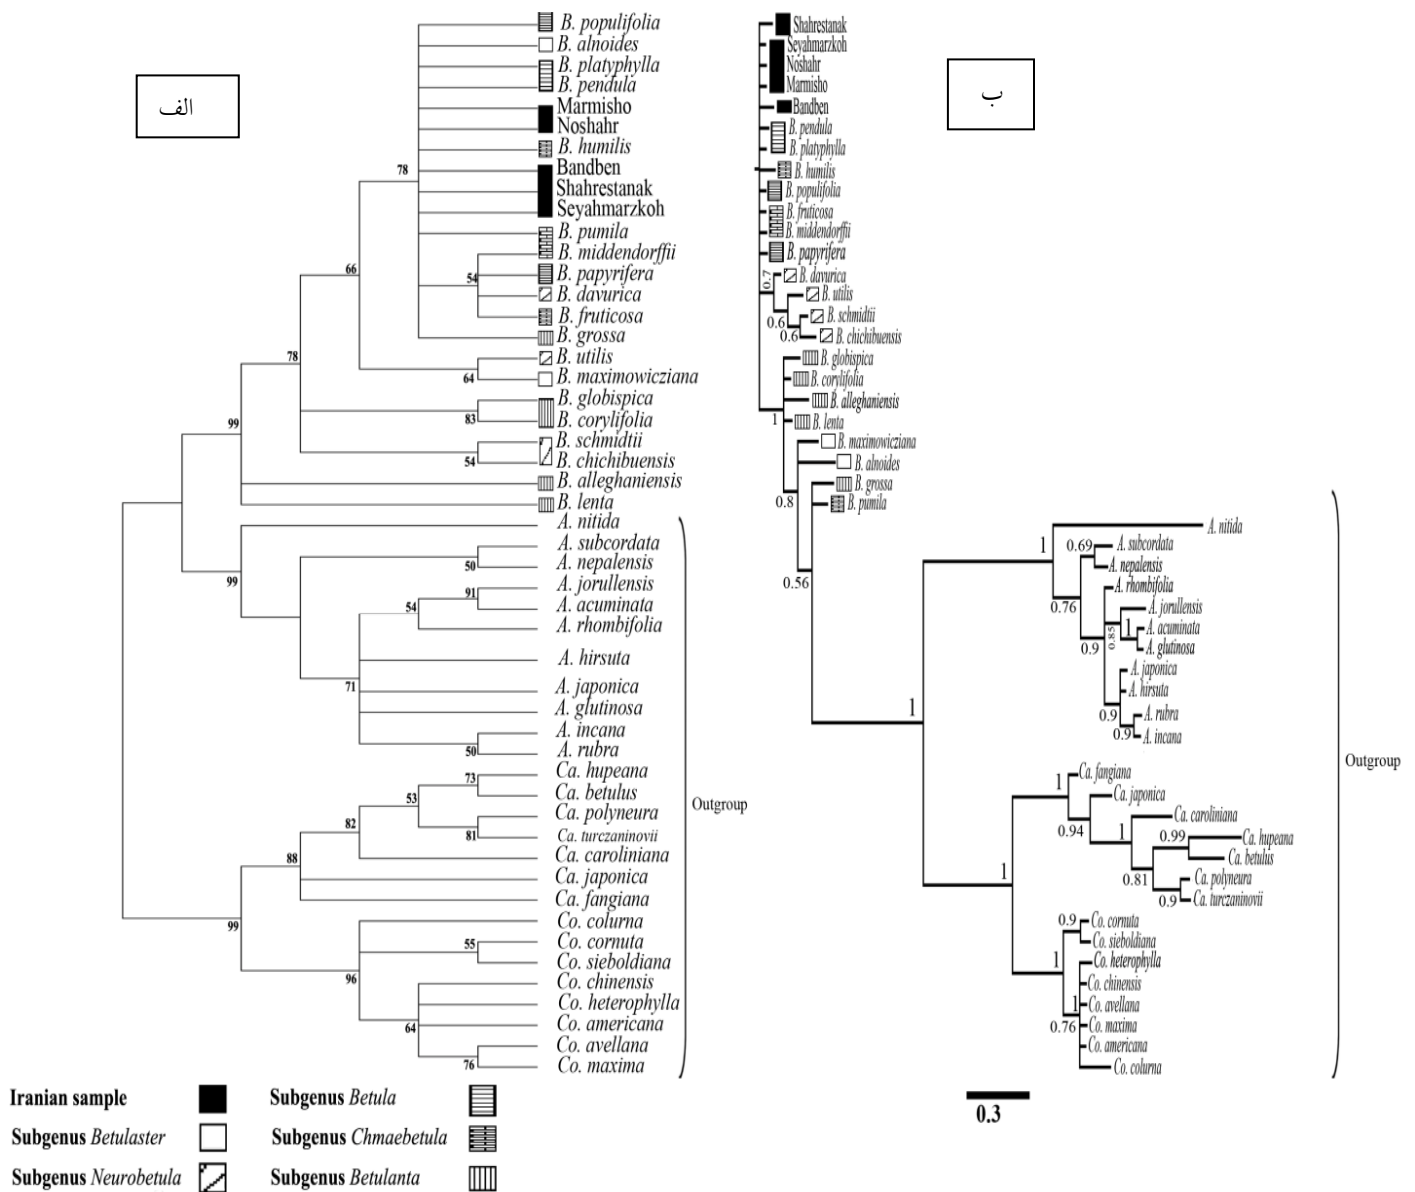 الف
78
66
54
64
78
83
54
99
99
50
91
54
71
50
73
53
82
81
88
99
55
96
64
76
B. populifolia
B. alnoides
B. platyphylla
B. pendula
Marmisho
Noshahr
B. humilis
Bandben
Shahrestanak
Seyahmarzkoh
B. pumila
B. middendorffii
B. papyrifera
B. davurica
B. fruticosa
B. grossa
B. utilis
B. maximowicziana
B. globispica
B. corylifolia
B. schmidtii
B. chichibuensis
B. alleghaniensis
B. lenta
A. nitida
A. subcordata
A. nepalensis
A. jorullensis
A. acuminata
A. rhombifolia
A. hirsuta
A. japonica
A. glutinosa
A. incana
A. rubra
Ca. hupeana
Ca. betulus
Ca. polyneura
Ca. turczaninovii
Ca. caroliniana
Ca. japonica
Ca. fangiana
Co. colurna
Co. cornuta
Co. sieboldiana
Co. chinensis
Co. heterophylla
Co. americana
Co. avellana
Co. maxima
Outgroup
ب
Shahrestanak
Seyahmarzkoh
Noshahr
Marmisho
Bandben
B. pendula
B. platyphylla
B. humilis
B. populifolia
B. fruticosa
B. middendorffii
B. papyrifera
B. davurica
B. utilis
B. schmidtii
B. chichibuensis
B. globispica
B. corylifolia
B. alleghaniensis
B. lenta
B. maximowicziana
B. alnoides
B. grossa
B. pumila
0.7
0.6
0.6
1
0.8
0.56
1
1
0.69
0.76
0.9
0.85
1
0.9
0.9
A. nitida
A. subcordata
A. nepalensis
A. rhombifolia
A. jorullensis
A. acuminata
A. glutinosa
A. japonica
A. hirsuta
A. rubra
A. incana
1
1
0.94
1
0.99
0.81
0.9
Ca. fangiana
Ca. japonica
Ca. caroliniana
Ca. hupeana
Ca. betulus
Ca. polyneura
Ca. turczaninovii
0.9
1
1
0.76
Co. cornuta
Co. sieboldiana
Co. heterophylla
Co. chinensis
Co. avellana
Co. maxima
Co. americana
Co. colurna
Outgroup
0.3
Iranian sample
Subgenus Betula
Subgenus Betulaster
Subgenus Chmaebetula
Subgenus Neurobetula
Subgenus Betulanta